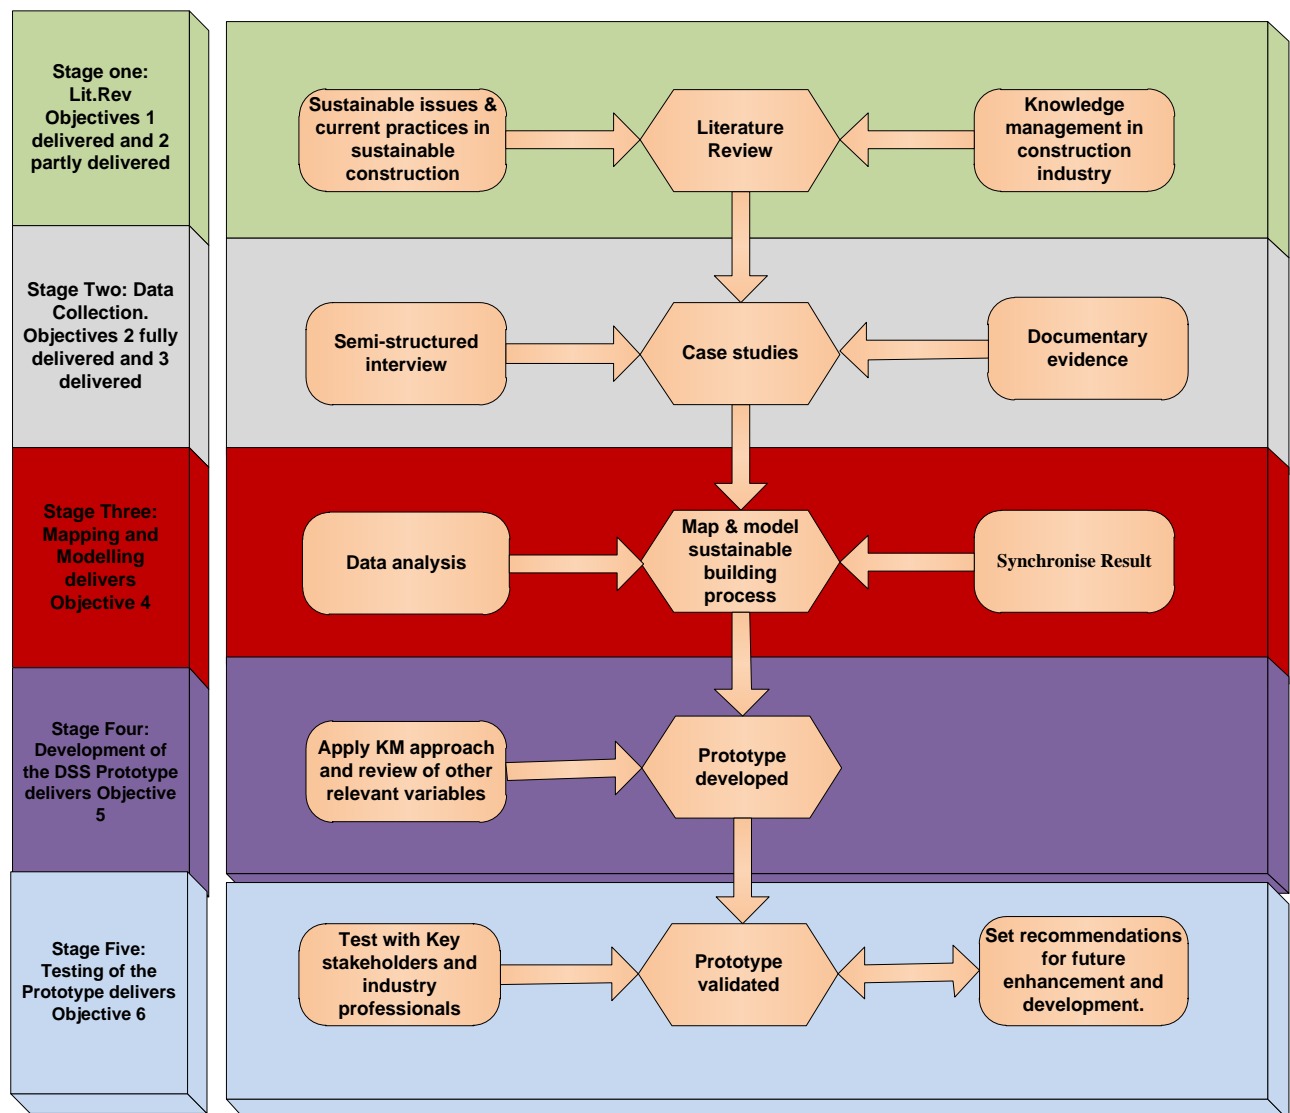 Stage one:
Lit.Rev
Objectives 1
delivered and 2
partly delivered
Sustainable issues &
current practices in
sustainable
construction
Literature
Review
Knowledge
management in
construction
industry
Stage Two: Data
Collection.
Objectives 2 fully
delivered and 3
delivered
Semi-structured
interview
Case studies
Documentary
evidence
Stage Three:
Mapping and
Modelling
delivers
Objective 4
Data analysis
Map & model
sustainable
building
process
Synchronise Result
Stage Four:
Development of
the DSS Prototype
delivers Objective
5
Apply KM approach
and review of other
relevant variables
Prototype
developed
Stage Five:
Testing of the
Prototype delivers
Objective 6
Test with Key
stakeholders and
industry
professionals
Prototype
validated
Set recommendations
for future
enhancement and
development.